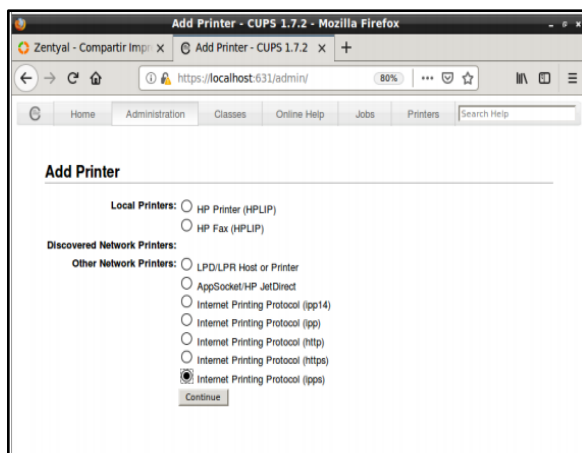 Add Printer - CUPS 1.7.2 - Mozilla Firefox
Zentyal - Compartir Impr
Add Printer - CUPS 1.7.2
https://localhost:631/admin/
80%
Home Administration Classes Online Help Jobs Printers Search Help
Add Printer
Local Printers: HP Printer (HPLIP)
HP Fax (HPLIP)
Discovered Network Printers:
Other Network Printers: LPD/LPR Host or Printer
AppSocket/HP JetDirect
Internet Printing Protocol (ipp14)
Internet Printing Protocol (ipp)
Internet Printing Protocol (http)
Internet Printing Protocol (https)
Internet Printing Protocol (ipps)
Continue